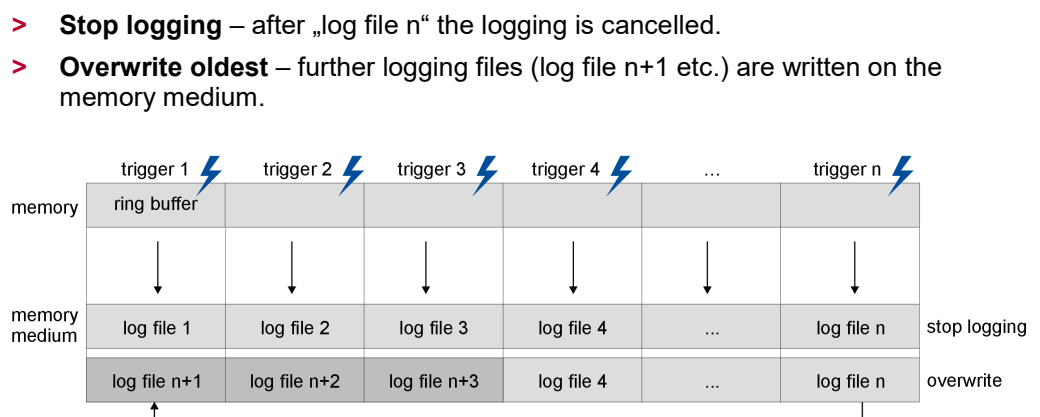 > Stop logging – after „log file n“ the logging is cancelled.
> Overwrite oldest – further logging files (log file n+1 etc.) are written on the
memory medium.
trigger 1 trigger 2 trigger 3 trigger 4 ... trigger n
memory ring buffer
memory
medium log file 1 log file 2 log file 3 log file 4 ... log file n stop logging
log file n+1 log file n+2 log file n+3 log file 4 ... log file n overwrite